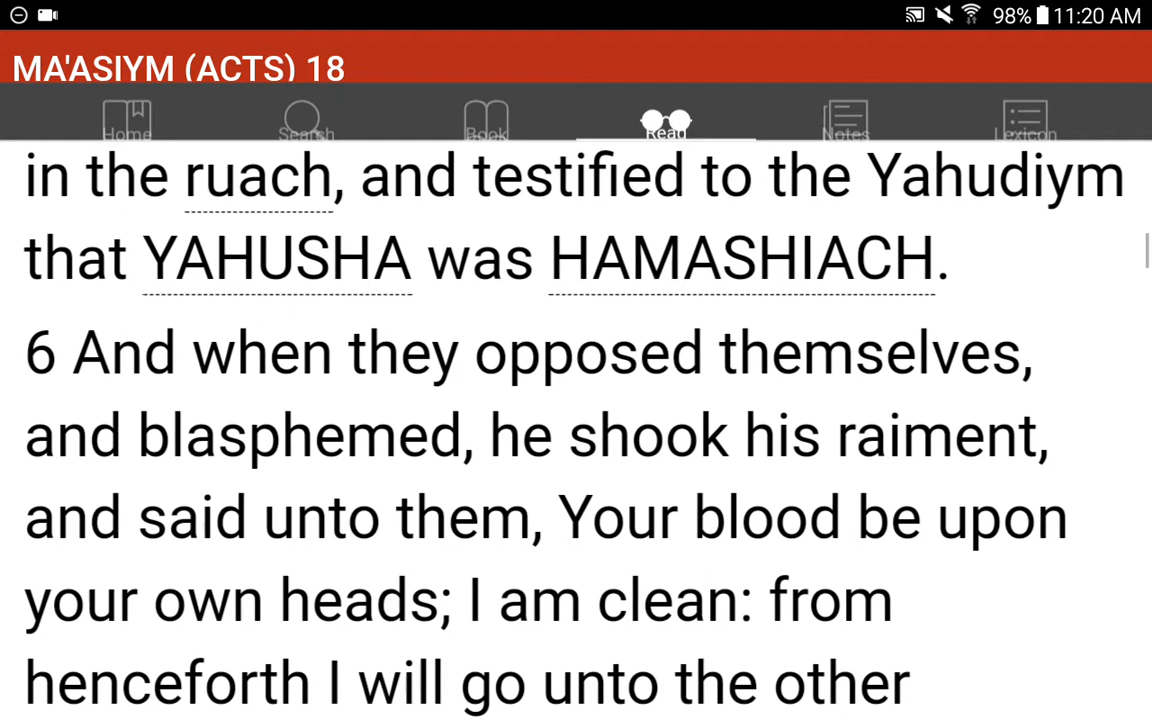 98% 11:20 AM
MA'ASIYM (ACTS) 18
Home Search Book Read Notes Lexicon
in the ruach, and testified to the Yahudiym
that YAHUSHA was HAMASHIACH.
6 And when they opposed themselves,
and blasphemed, he shook his raiment,
and said unto them, Your blood be upon
your own heads; I am clean: from
henceforth I will go unto the other